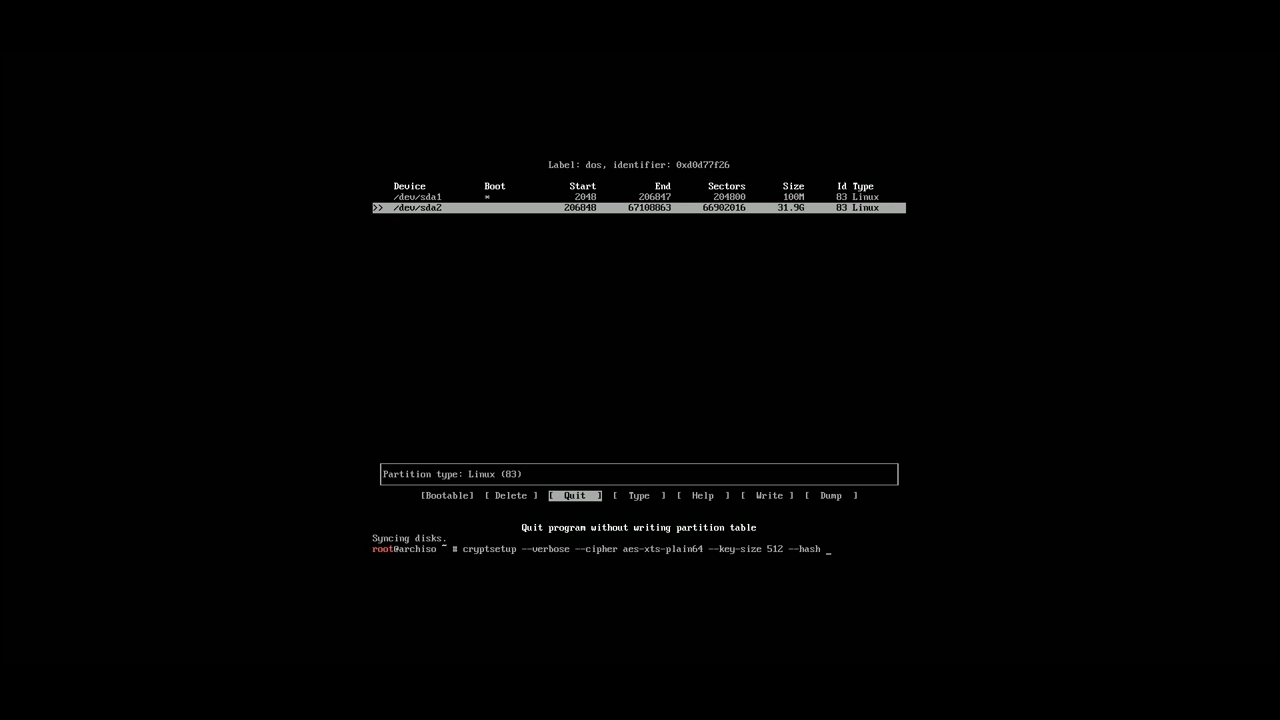 Label: dos, identifier: 0xd0d77f26
Device Boot Start End Sectors Size Id Type
/dev/sda1 * 2048 206847 204800 100M 83 Linux
>> /dev/sda2 206848 67108863 66902016 31.9G 83 Linux
Partition type: Linux (83)
[Bootable] [ Delete ] [ Quit ] [ Type ] [ Help ] [ Write ] [ Dump ]
Quit program without writing partition table
Syncing disks.
root@archiso ~ # cryptsetup --verbose --cipher aes-xts-plain64 --key-size 512 --hash _